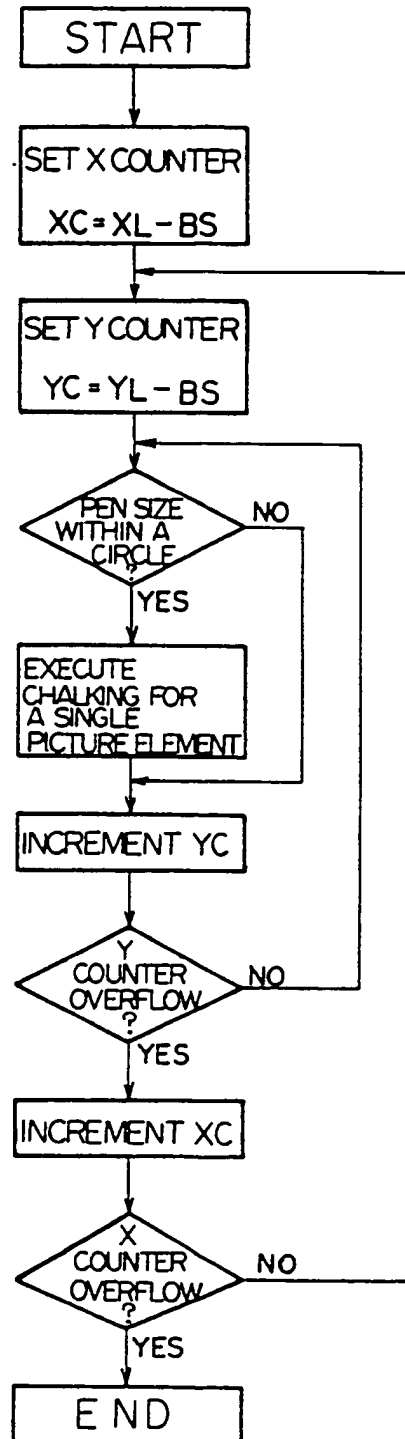 START
SET X COUNTER
XC = XL - BS
SET Y COUNTER
YC = YL - BS
PEN SIZE
WITHIN A
CIRCLE
?
NO
YES
EXECUTE
CHALKING FOR
A SINGLE
PICTURE ELEMENT
INCREMENT YC
Y
COUNTER
OVERFLOW
?
NO
YES
INCREMENT XC
X
COUNTER
OVERFLOW
?
NO
YES
END